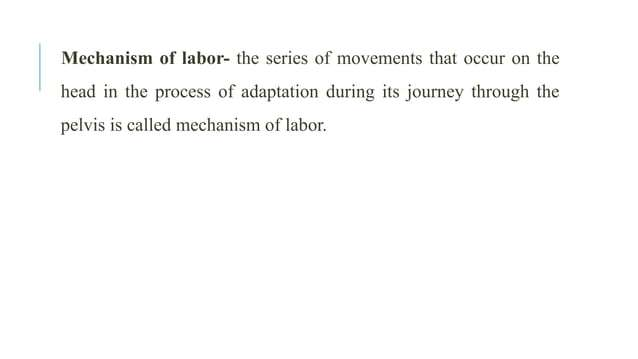 Mechanism of labor- the series of movements that occur on the
head in the process of adaptation during its journey through the
pelvis is called mechanism of labor.